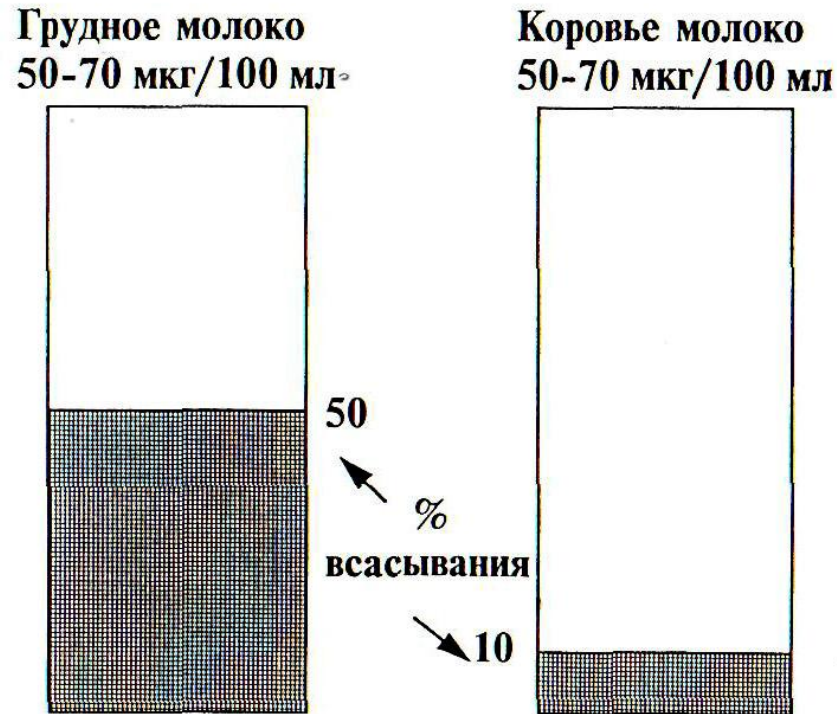 Грудное молоко
50-70 мкг/100 мл
Коровье молоко
50-70 мкг/100 мл
50
%
всасывания
10